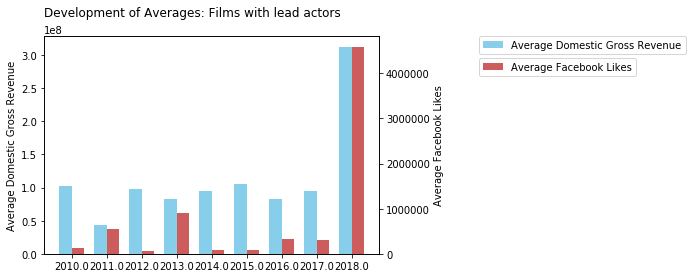 Development of Averages: Films with lead actors
1e8
3.0
2.5
2.0
1.5
1.0
0.5
0.0
Average Domestic Gross Revenue
2010.0 2011.0 2012.0 2013.0 2014.0 2015.0 2016.0 2017.0 2018.0
4000000
3000000
2000000
1000000
0
Average Facebook Likes
Average Domestic Gross Revenue
Average Facebook Likes